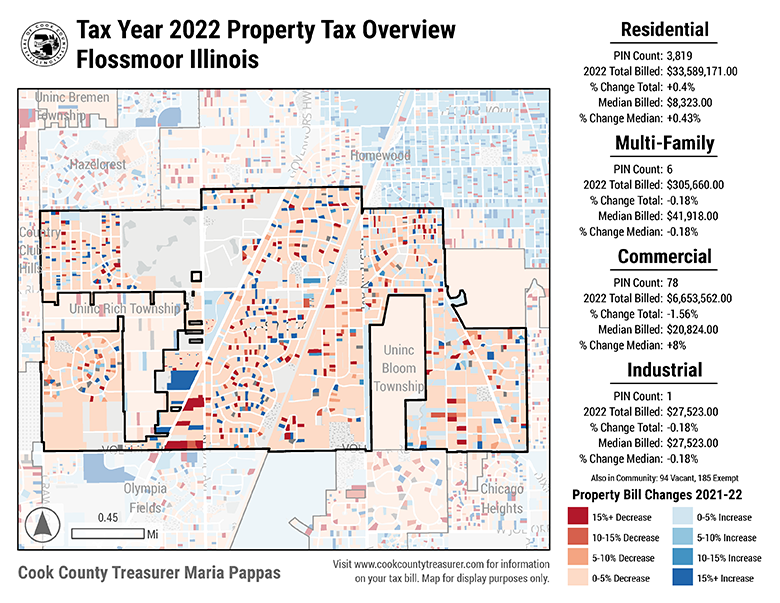 Tax Year 2022 Property Tax Overview
Flossmoor Illinois
Residential
PIN Count: 3,819
2022 Total Billed: $33,589,171.00
% Change Total: +0.4%
Median Billed: $8,323.00
% Change Median: +0.43%
Multi-Family
PIN Count: 6
2022 Total Billed: $305,660.00
% Change Total: -0.18%
Median Billed: $41,918.00
% Change Median: -0.18%
Commercial
PIN Count: 78
2022 Total Billed: $6,653,562.00
% Change Total: -1.56%
Median Billed: $20,824.00
% Change Median: +8%
Industrial
PIN Count: 1
2022 Total Billed: $27,523.00
% Change Total: -0.18%
Median Billed: $27,523.00
% Change Median: -0.18%
Also in Community: 94 Vacant, 185 Exempt
Property Bill Changes 2021-22
15%+ Decrease
10-15% Decrease
5-10% Decrease
0-5% Decrease
0-5% Increase
5-10% Increase
10-15% Increase
15%+ Increase
Uninc Bremen
Township
Hazelcrest
Homewood
Country
Club
Hills
Uninc Rich Township
Uninc
Bloom
Township
Olympia
Fields
Chicago
Heights
0.45
Mi
Cook County Treasurer Maria Pappas
Visit www.cookcountytreasurer.com for information
on your tax bill. Map for display purposes only.